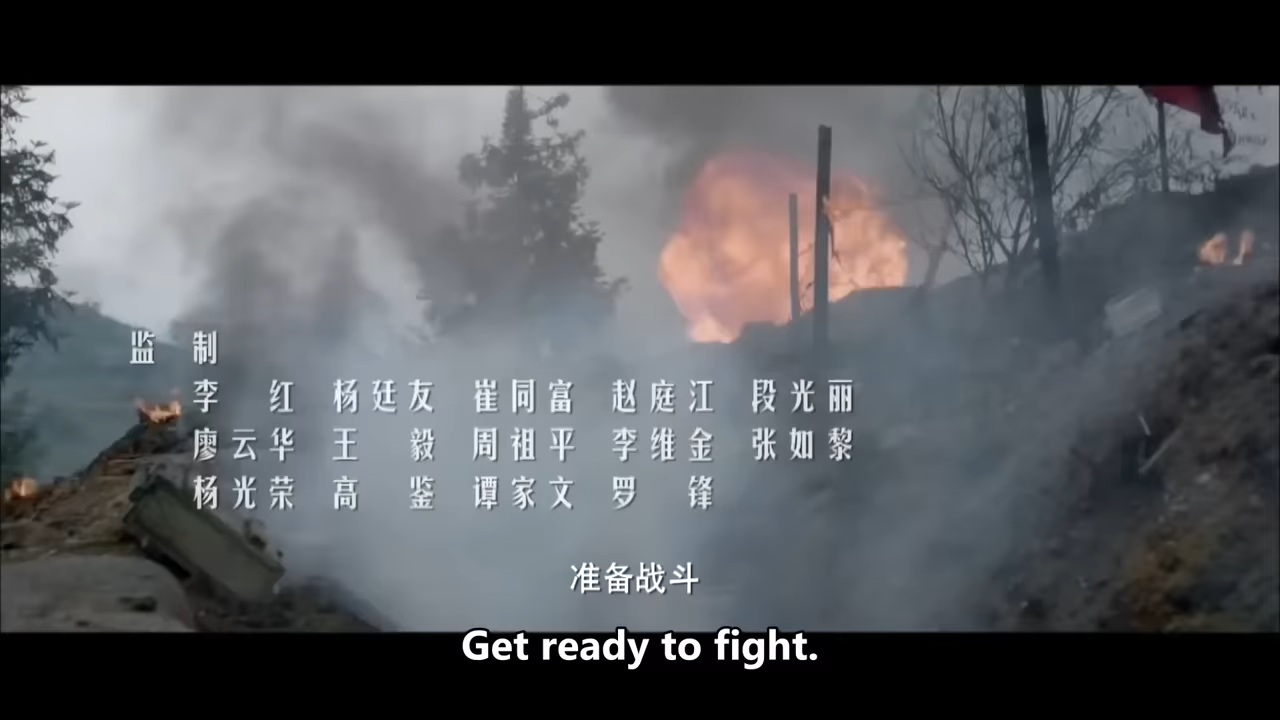 监 制
李 红 杨廷友 崔同富 赵庭江 段光丽
廖云华 王 毅 周祖平 李维金 张如黎
杨光荣 高 鉴 谭家文 罗 锋
准备战斗
Get ready to fight.